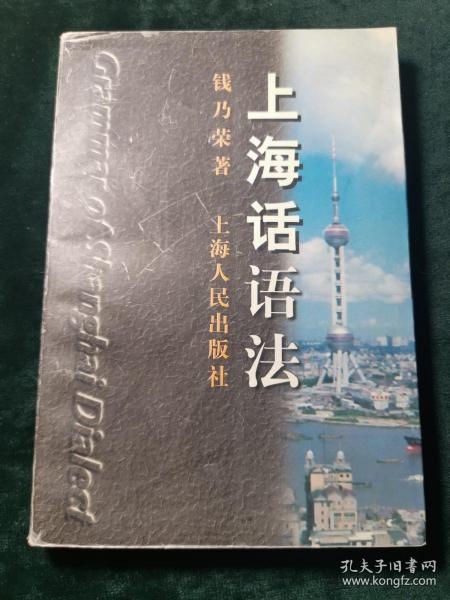 上海话语法
钱乃荣著 上海人民出版社
Grammar of Shanghai Dialect
孔夫子旧书网
www.kongfz.com